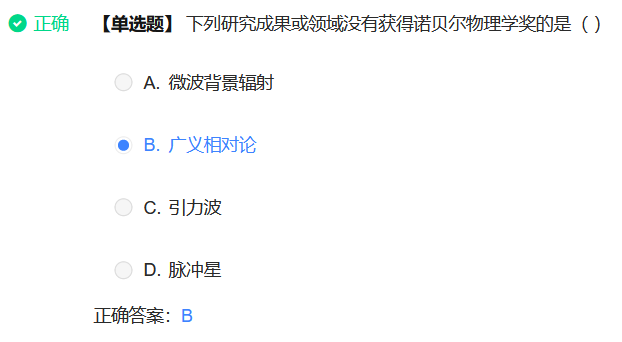 正确 【单选题】 下列研究成果或领域没有获得诺贝尔物理学奖的是（ ）
A. 微波背景辐射
B. 广义相对论
C. 引力波
D. 脉冲星
正确答案：B